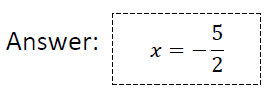 Answer: x = −5/2